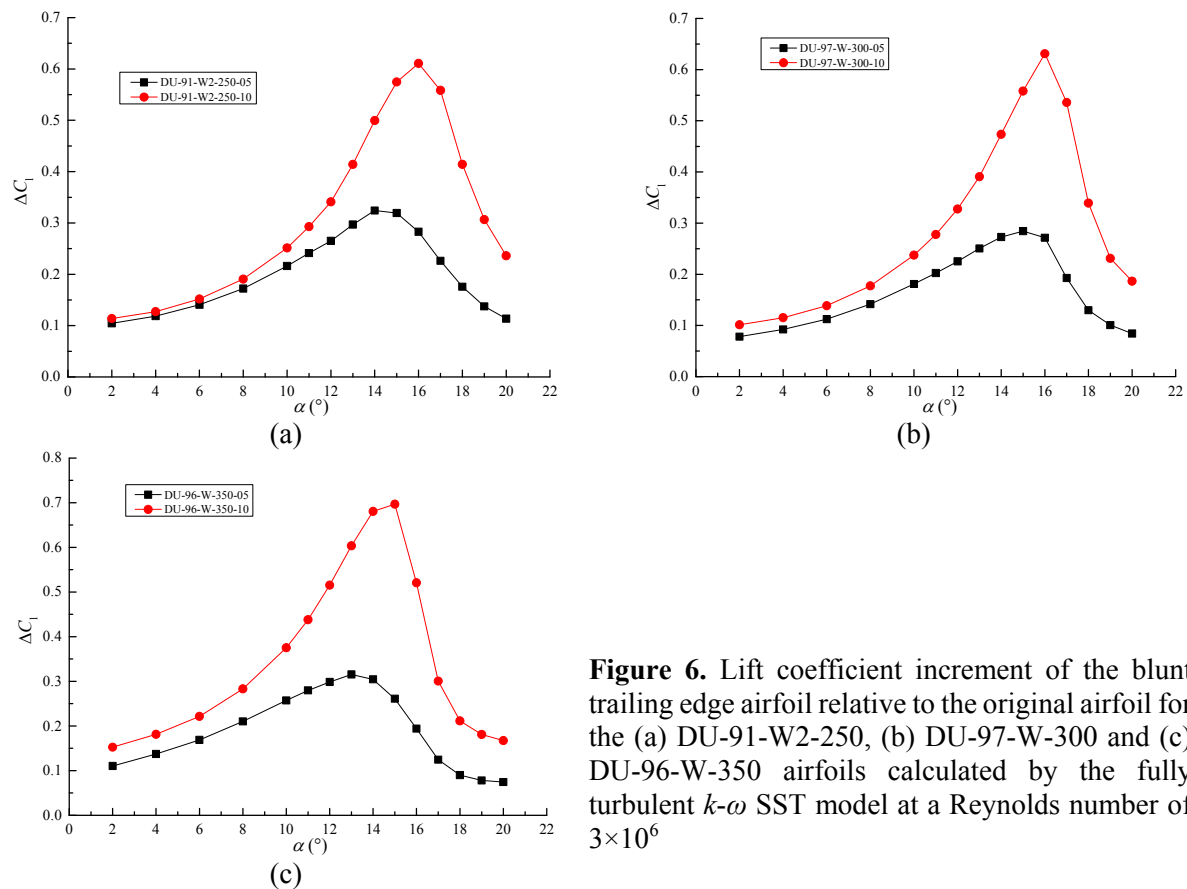 0.7
0.6
0.5
0.4
0.3
0.2
0.1
0.0
ΔCl
DU-91-W2-250-05
DU-91-W2-250-10
0 2 4 6 8 10 12 14 16 18 20 22
α (°)
(a)
0.7
0.6
0.5
0.4
0.3
0.2
0.1
0.0
ΔCl
DU-97-W-300-05
DU-97-W-300-10
0 2 4 6 8 10 12 14 16 18 20 22
α (°)
(b)
0.8
0.7
0.6
0.5
0.4
0.3
0.2
0.1
0.0
ΔCl
DU-96-W-350-05
DU-96-W-350-10
0 2 4 6 8 10 12 14 16 18 20 22
α (°)
(c)
Figure 6. Lift coefficient increment of the blunt
trailing edge airfoil relative to the original airfoil for
the (a) DU-91-W2-250, (b) DU-97-W-300 and (c)
DU-96-W-350 airfoils calculated by the fully
turbulent k-ω SST model at a Reynolds number of
3×10⁶